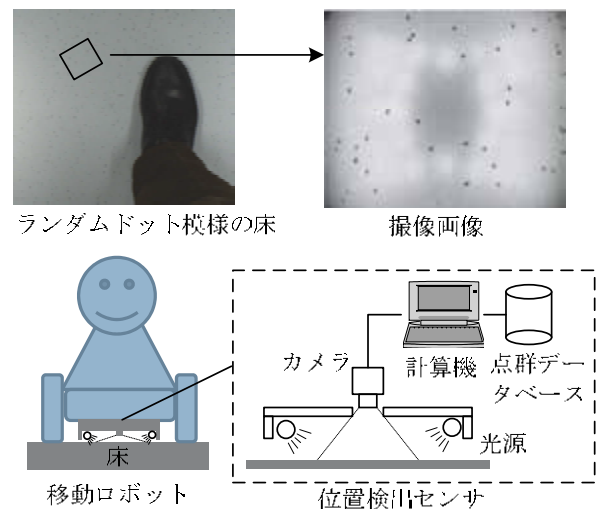 ランダムドット模様の床
撮像画像
カメラ
計算機
点群デー
タベース
光源
床
移動ロボット
位置検出センサ